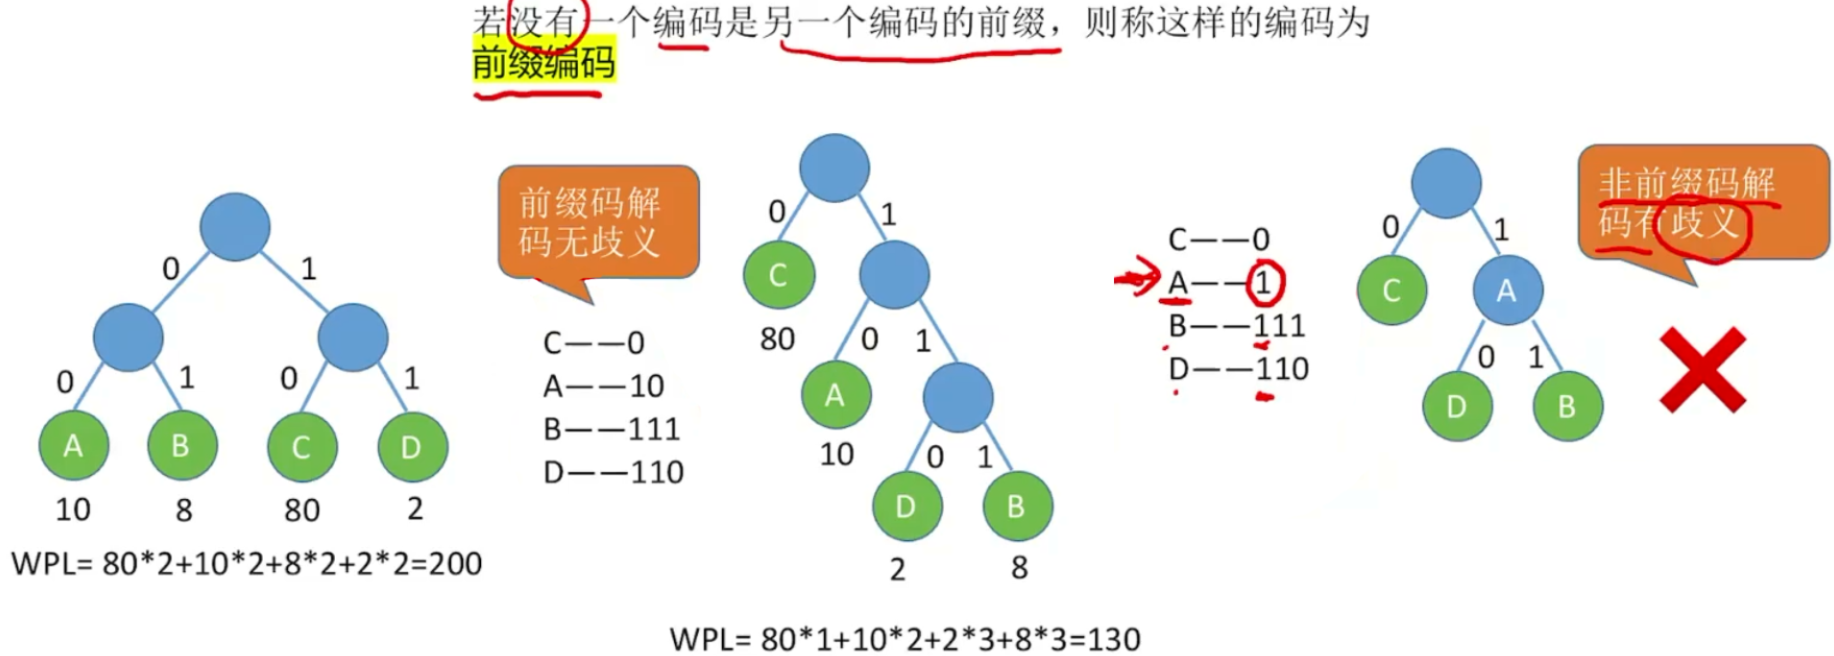 若没有一个编码是另一个编码的前缀，则称这样的编码为
前缀编码
0
1
0
1
0
1
A
B
C
D
10
8
80
2
WPL= 80*2+10*2+8*2+2*2=200
前缀码解
码无歧义
C——0
A——10
B——111
D——110
0
1
C
80
0
1
A
10
0
1
D
B
2
8
WPL= 80*1+10*2+2*3+8*3=130
C——0
A——1
B——111
D——110
0
1
C
A
0
1
D
B
非前缀码解
码有歧义